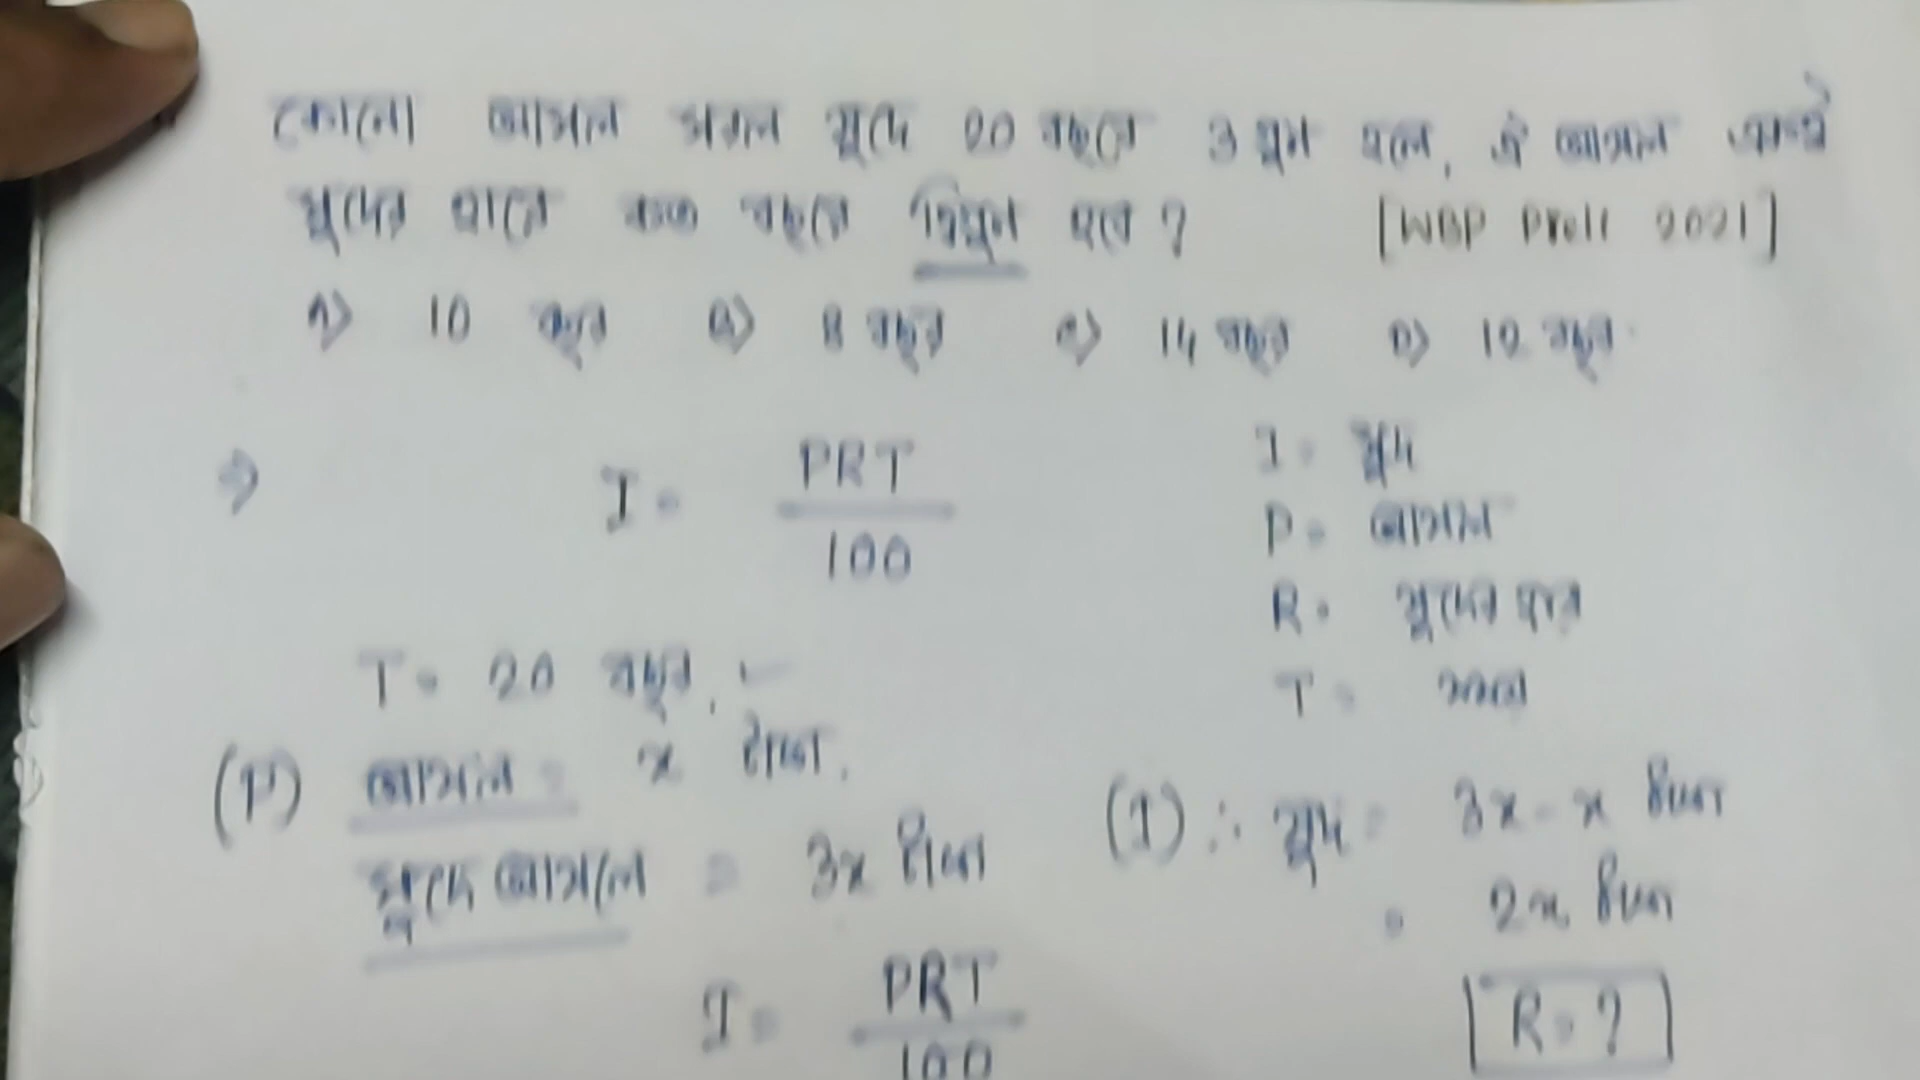 কোনো আসল সরল সুদে 20 বছরে 3 গুন হলে, ঐ আসল একই
সুদের হারে কত বছরে দ্বিগুন হবে ?   [WBP Preli 2021]
10 বছর   8 বছর   14 বছর   12 বছর
⇒ I = PRT / 100
I = সুদ
P = আসল
R = সুদের হার
T = সময়
T = 20 বছর,
(P) আসল = x টাকা,
সুদে আসলে = 3x টাকা
(I) ∴ সুদ = 3x - x টাকা
= 2x টাকা
I = PRT / 100
R = ?